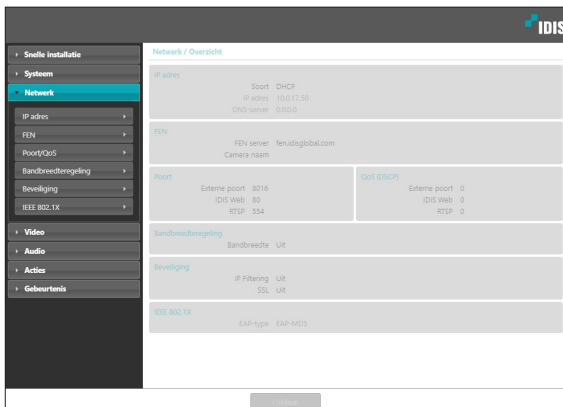 IDIS
Snelle installatie
Systeem
Netwerk
IP adres
FEN
Poort/QoS
Bandbreedteregeling
Beveiliging
IEEE 802.1X
Video
Audio
Acties
Gebeurtenis
Netwerk / Overzicht
IP adres
Soort DHCP
IP adres 10.0.17.50
DNS-server 0.0.0.0
FEN
FEN server fen.idisglobal.com
Camera naam
Poort
Externe poort 8016
IDIS Web 80
RTSP 554
QoS (DSCP)
Externe poort 0
IDIS Web 0
RTSP 0
Bandbreedteregeling
Bandbreedte Uit
Beveiliging
IP Filtering Uit
SSL Uit
IEEE 802.1X
EAP-type EAP-MD5